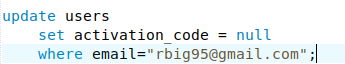 update users
set activation_code = null
where email="rbig95@gmail.com";